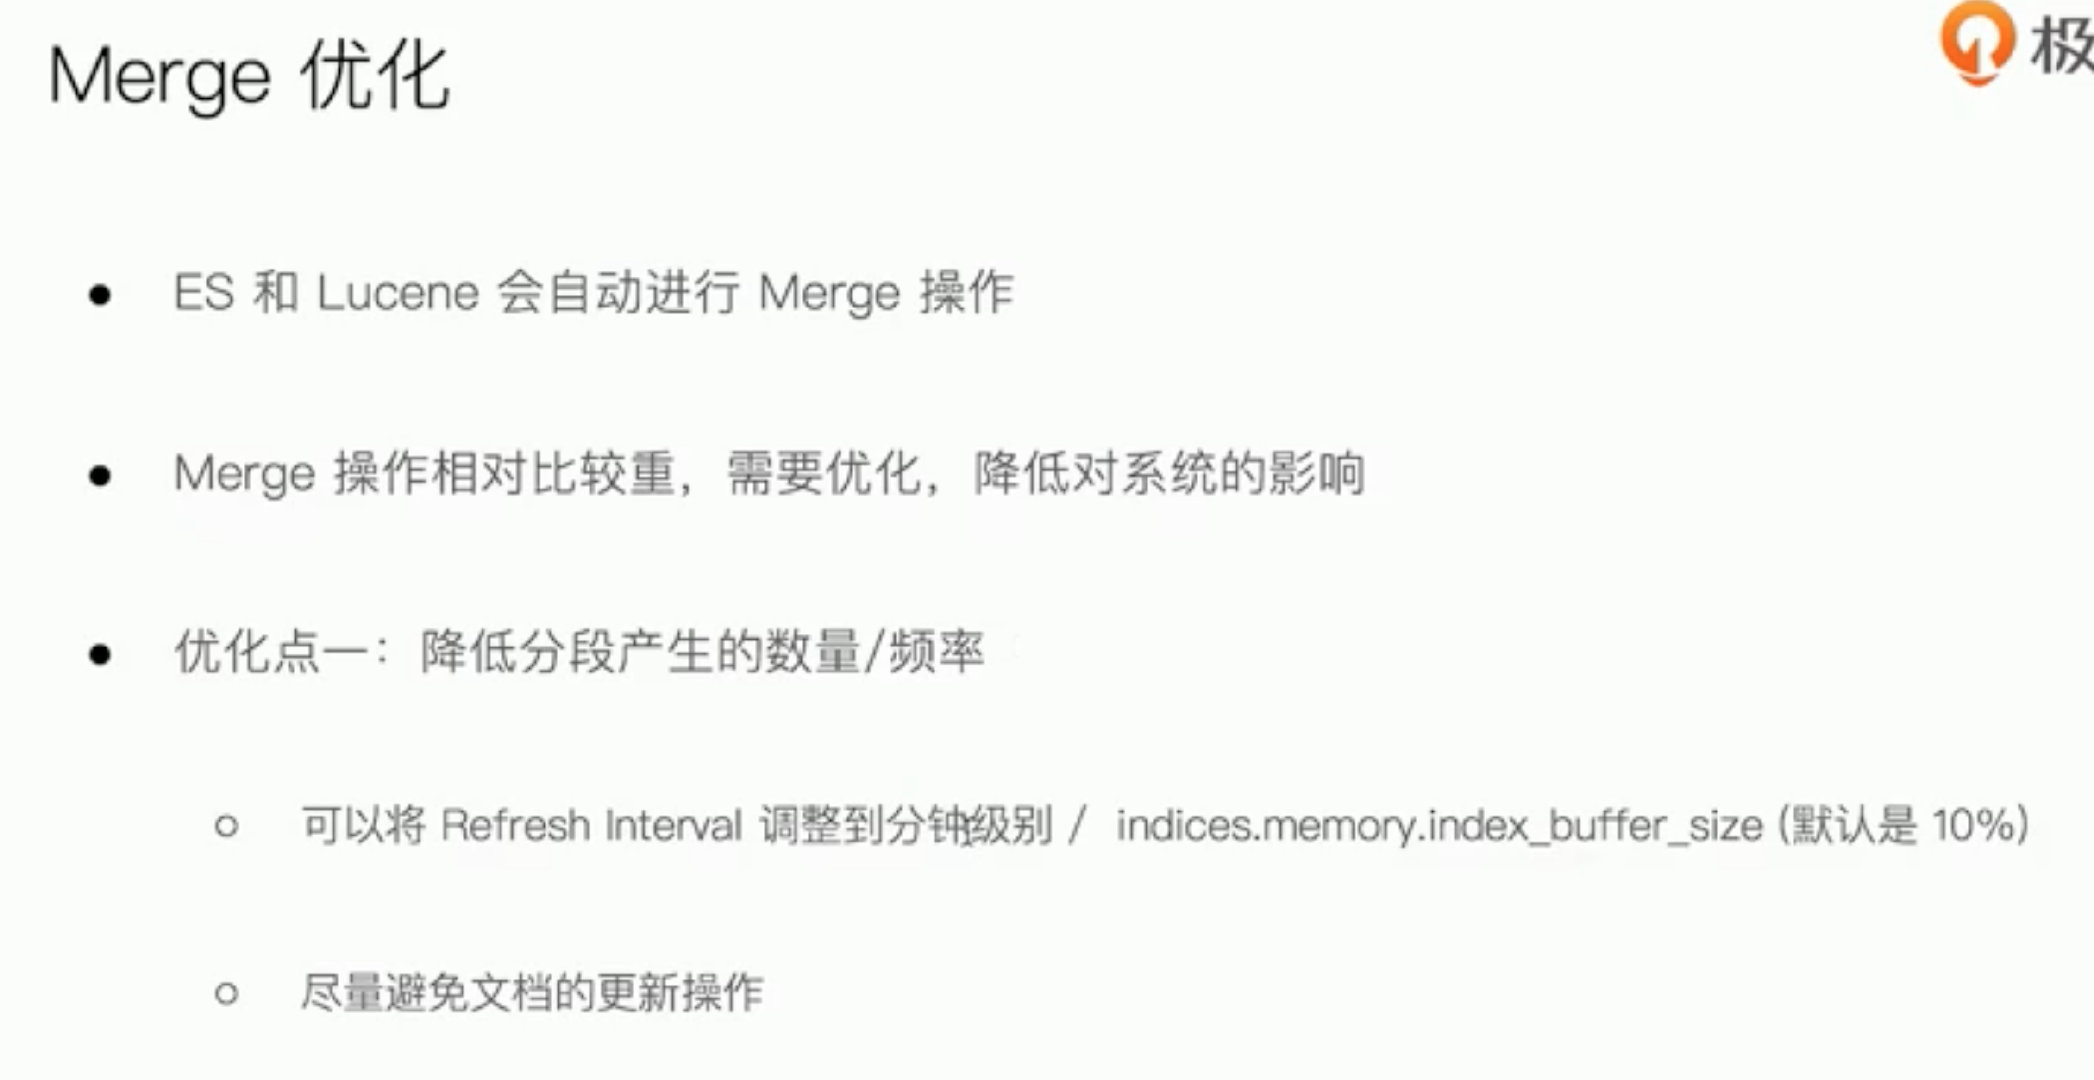 Merge 优化
极
● ES 和 Lucene 会自动进行 Merge 操作
● Merge 操作相对比较重，需要优化，降低对系统的影响
● 优化点一：降低分段产生的数量/频率
○ 可以将 Refresh Interval 调整到分钟级别 / indices.memory.index_buffer_size (默认是 10%)
○ 尽量避免文档的更新操作